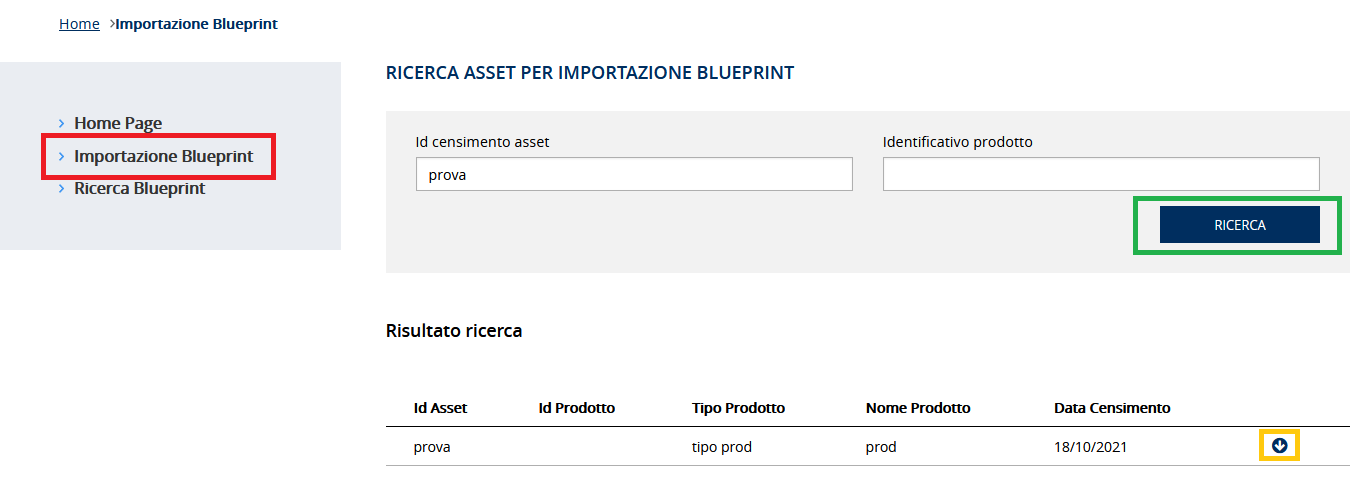 Home >Importazione Blueprint
Home Page
Importazione Blueprint
Ricerca Blueprint
RICERCA ASSET PER IMPORTAZIONE BLUEPRINT
Id censimento asset Identificativo prodotto
prova
RICERCA
Risultato ricerca
Id Asset Id Prodotto Tipo Prodotto Nome Prodotto Data Censimento
prova tipo prod prod 18/10/2021